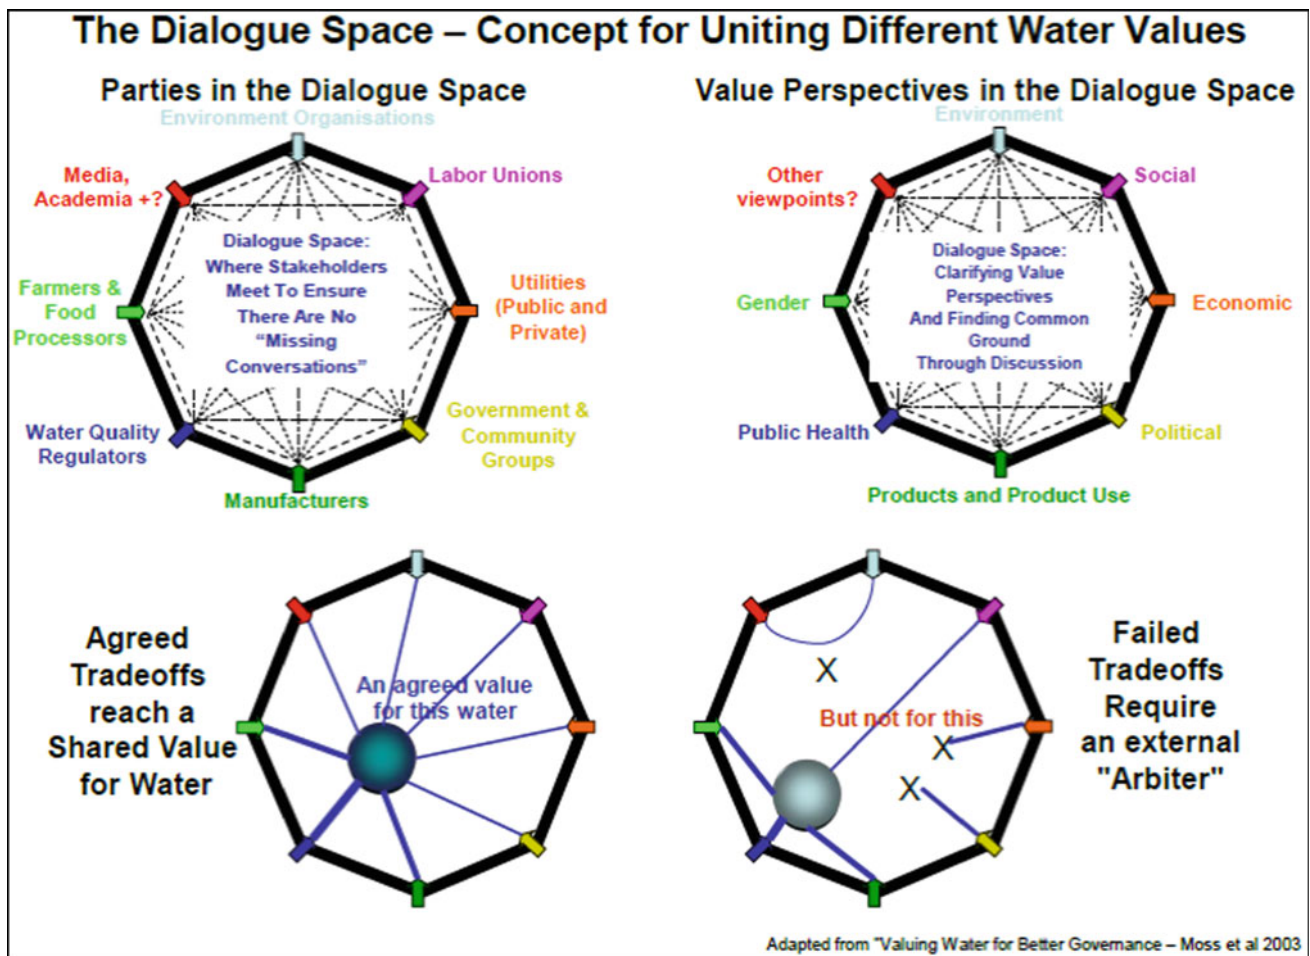 The Dialogue Space – Concept for Uniting Different Water Values
Parties in the Dialogue Space
Environment Organisations
Media,
Academia +?
Labor Unions
Dialogue Space:
Where Stakeholders
Meet To Ensure
There Are No
“Missing
Conversations”
Farmers &
Food
Processors
Utilities
(Public and
Private)
Water Quality
Regulators
Government &
Community
Groups
Manufacturers
Value Perspectives in the Dialogue Space
Environment
Other
viewpoints?
Social
Dialogue Space:
Clarifying Value
Perspectives
And Finding Common
Ground
Through Discussion
Gender
Economic
Public Health
Political
Products and Product Use
Agreed
Tradeoffs
reach a
Shared Value
for Water
An agreed value
for this water
X
But not for this
X
X
Failed
Tradeoffs
Require
an external
"Arbiter"
Adapted from "Valuing Water for Better Governance – Moss et al 2003